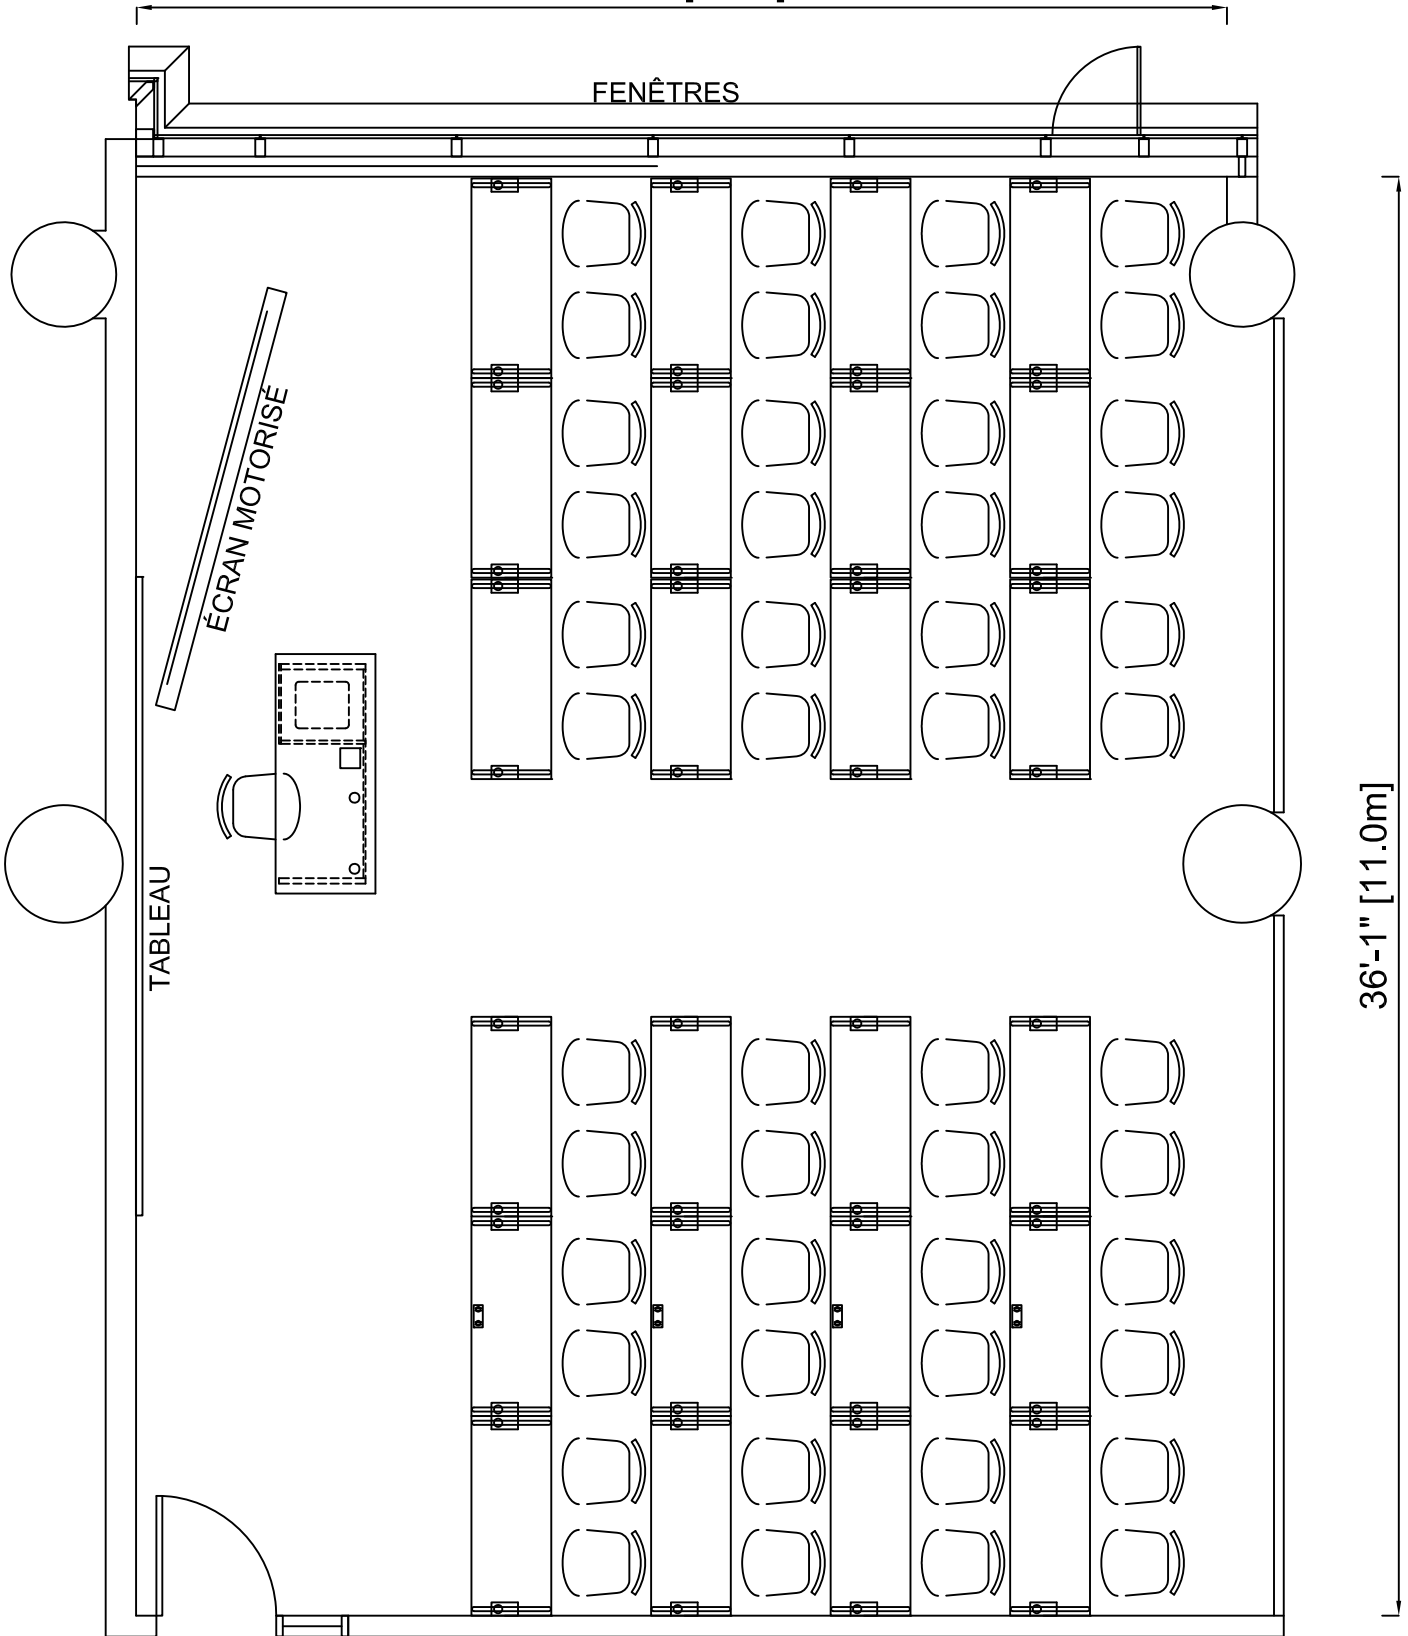 FENÊTRES
ÉCRAN MOTORISÉ
TABLEAU
36'-1" [11.0m]